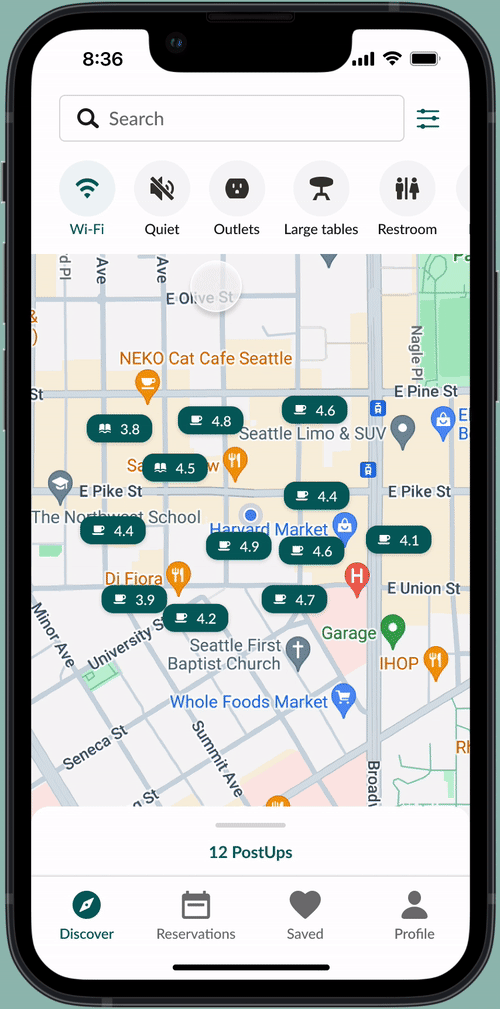 8:36
Search
Wi-Fi
Quiet
Outlets
Large tables
Restroom
d Pl
Ave
Ave
Pa
E Olive St
Nagle Pl
&
)
NEKO Cat Cafe Seattle
St
E Pine St
4.6
3.8
4.8
Seattle Limo & SUV
4.5
w
E Pike St
4.4
E Pike St
The Northwest School
4.4
Harvard Market
4.9
4.6
4.1
Di Fiora
3.9
4.7
E Union St
4.2
Minor Ave
University St
Garage
Seattle First
Baptist Church
IHOP
H
Whole Foods Market
Seneca St
Summit Ave
g St
12 PostUps
Discover
Reservations
Saved
Profile